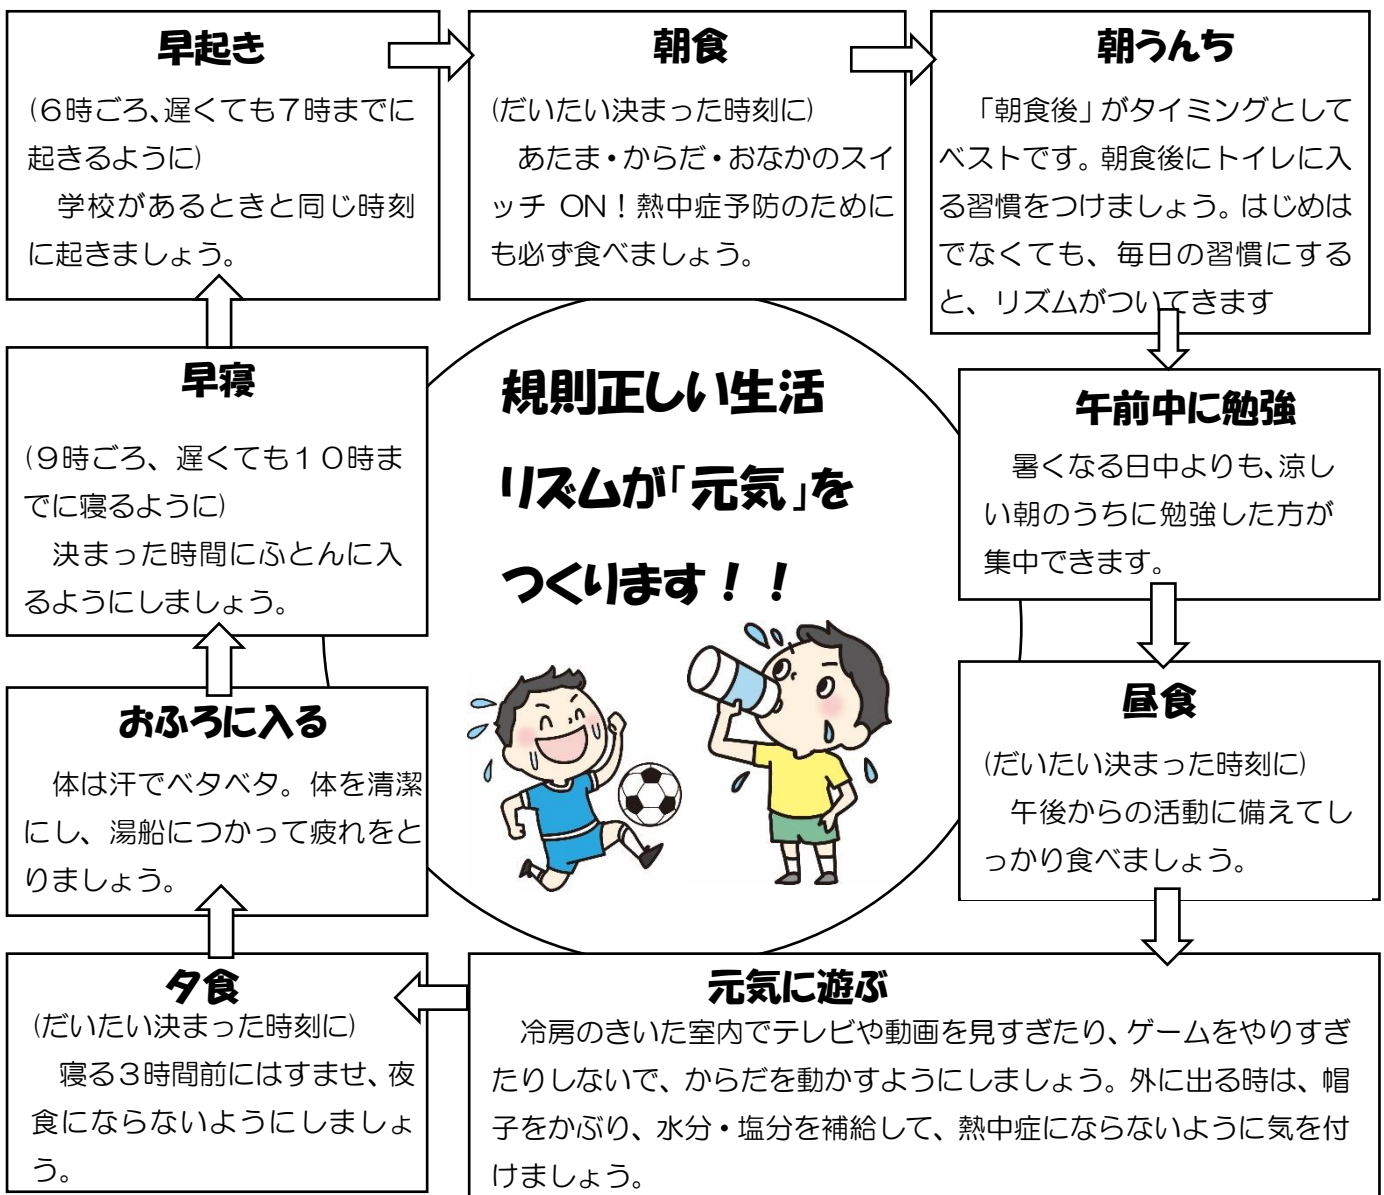 早起き
(６時ごろ、遅くても７時までに
起きるように)
学校があるときと同じ時刻
に起きましょう。
朝食
(だいたい決まった時刻に)
あたま・からだ・おなかのスイ
ッチ ON！熱中症予防のために
も必ず食べましょう。
朝うんち
「朝食後」がタイミングとして
ベストです。朝食後にトイレに入
る習慣をつけましょう。はじめは
でなくても、毎日の習慣にする
と、リズムがついてきます
午前中に勉強
暑くなる日中よりも、涼し
い朝のうちに勉強した方が
集中できます。
昼食
(だいたい決まった時刻に)
午後からの活動に備えてし
っかり食べましょう。
元気に遊ぶ
冷房のきいた室内でテレビや動画を見すぎたり、ゲームをやりすぎ
たりしないで、からだを動かすようにしましょう。外に出る時は、帽
子をかぶり、水分・塩分を補給して、熱中症にならないように気を付
けましょう。
夕食
(だいたい決まった時刻に)
寝る３時間前にはすませ、夜
食にならないようにしましょ
う。
おふろに入る
体は汗でベタベタ。体を清潔
にし、湯船につかって疲れをと
りましょう。
早寝
(９時ごろ、遅くても１０時ま
でに寝るように)
決まった時間にふとんに入
るようにしましょう。
規則正しい生活
リズムが「元気」を
つくります！！